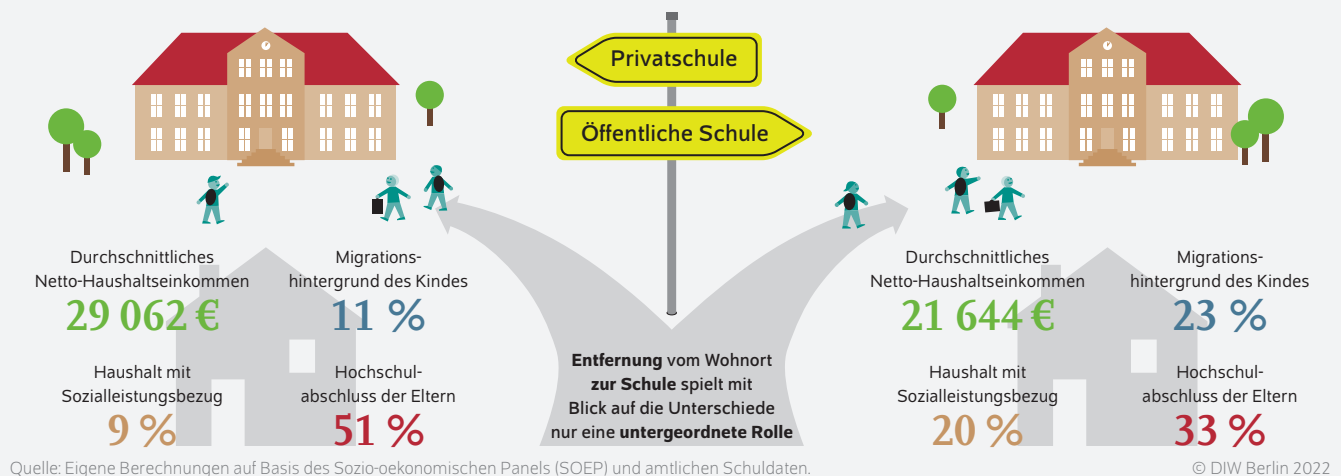 Privatschule
Öffentliche Schule
Durchschnittliches
Netto-Haushaltseinkommen
29 062 €
Migrations-
hintergrund des Kindes
11 %
Haushalt mit
Sozialleistungsbezug
9 %
Hochschul-
abschluss der Eltern
51 %
Entfernung vom Wohnort
zur Schule spielt mit
Blick auf die Unterschiede
nur eine untergeordnete Rolle
Durchschnittliches
Netto-Haushaltseinkommen
21 644 €
Migrations-
hintergrund des Kindes
23 %
Haushalt mit
Sozialleistungsbezug
20 %
Hochschul-
abschluss der Eltern
33 %
Quelle: Eigene Berechnungen auf Basis des Sozio-oekonomischen Panels (SOEP) und amtlichen Schuldaten.
© DIW Berlin 2022